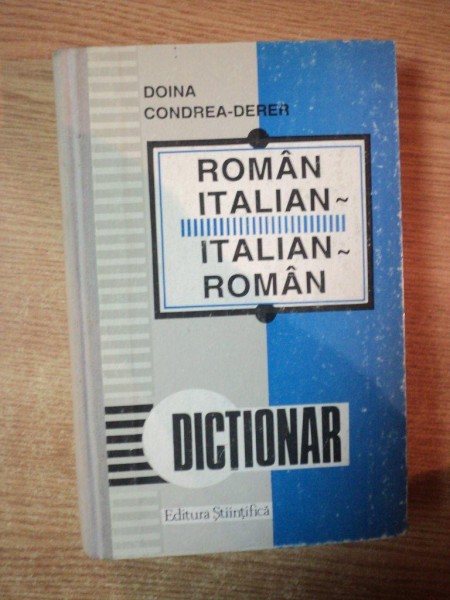 DOINA
CONDREA-DERER
ROMÂN
ITALIAN~
ITALIAN~
ROMÂN
DICTIONAR
Editura Ştiinţifică